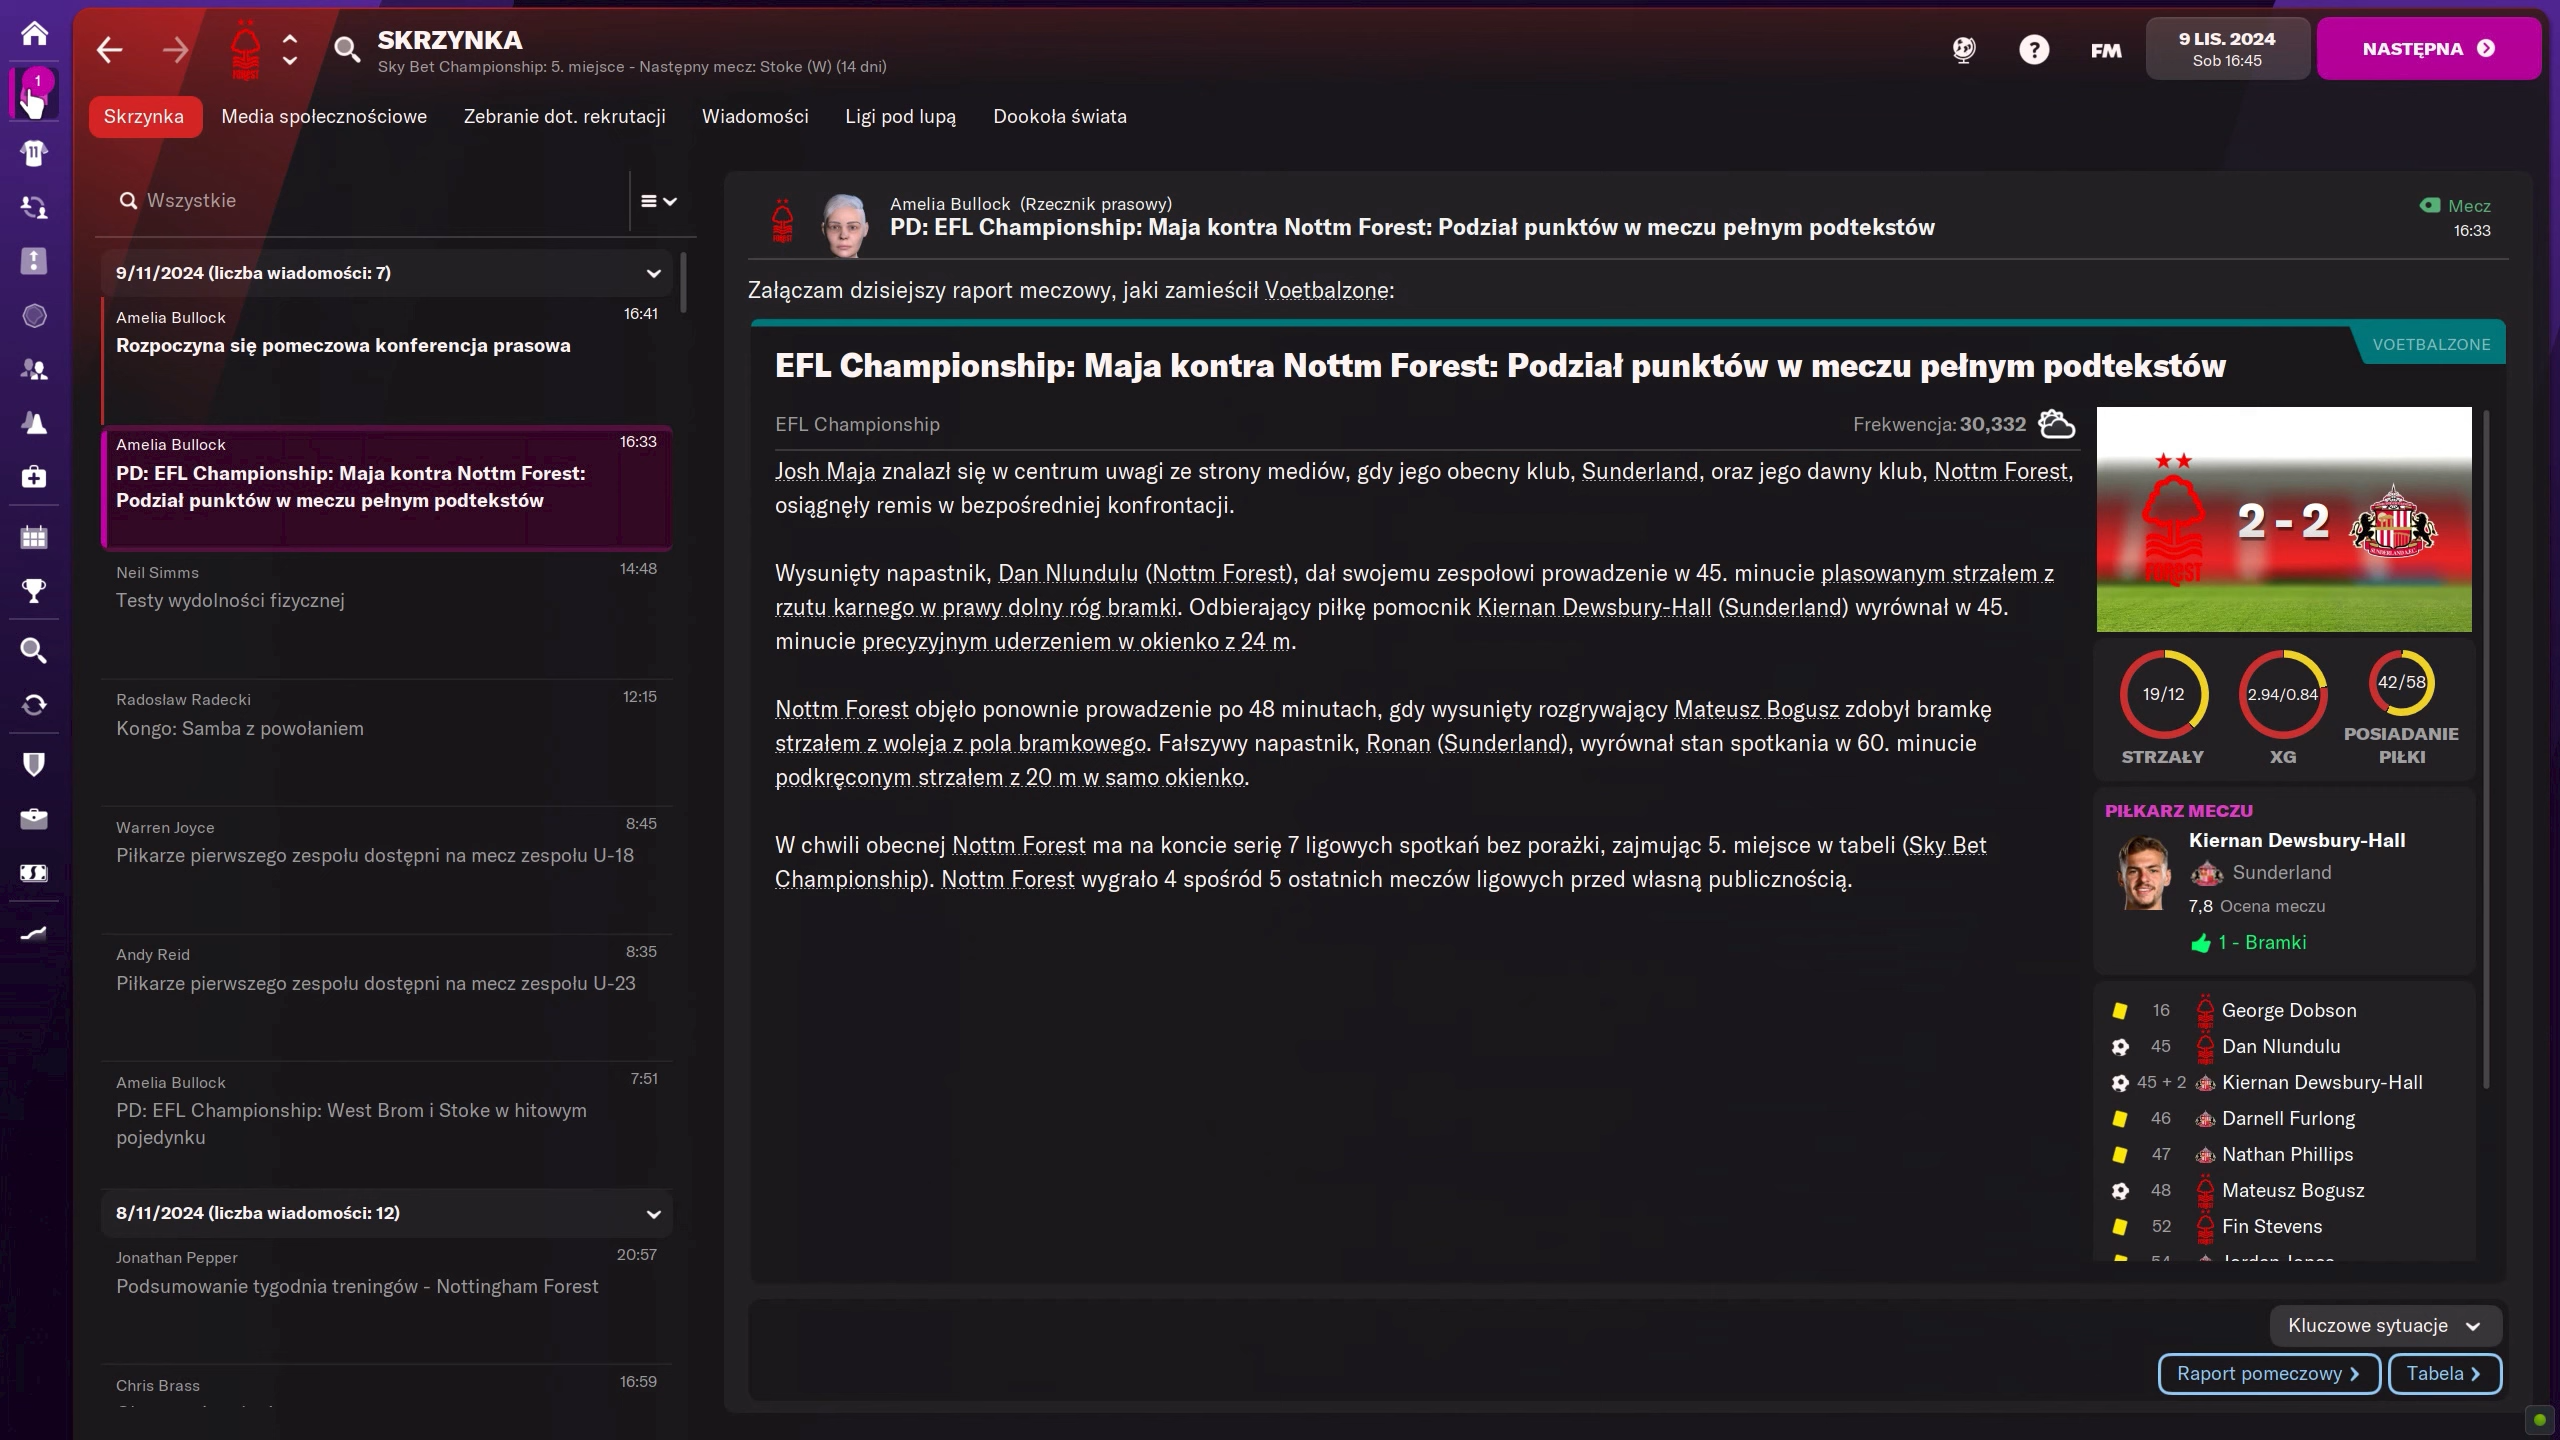 1
SKRZYNKA
Sky Bet Championship: 5. miejsce - Następny mecz: Stoke (W) (14 dni)
FM
9 LIS. 2024
Sob 16:45
NASTĘPNA
Skrzynka
Media społecznościowe
Zebranie dot. rekrutacji
Wiadomości
Ligi pod lupą
Dookoła świata
Wszystkie
9/11/2024 (liczba wiadomości: 7)
Amelia Bullock
16:41
Rozpoczyna się pomeczowa konferencja prasowa
Amelia Bullock
16:33
PD: EFL Championship: Maja kontra Nottm Forest:
Podział punktów w meczu pełnym podtekstów
Neil Simms
14:48
Testy wydolności fizycznej
Radosław Radecki
12:15
Kongo: Samba z powołaniem
Warren Joyce
8:45
Piłkarze pierwszego zespołu dostępni na mecz zespołu U-18
Andy Reid
8:35
Piłkarze pierwszego zespołu dostępni na mecz zespołu U-23
Amelia Bullock
7:51
PD: EFL Championship: West Brom i Stoke w hitowym
pojedynku
8/11/2024 (liczba wiadomości: 12)
Jonathan Pepper
20:57
Podsumowanie tygodnia treningów - Nottingham Forest
Chris Brass
16:59
Amelia Bullock (Rzecznik prasowy)
PD: EFL Championship: Maja kontra Nottm Forest: Podział punktów w meczu pełnym podtekstów
Mecz
16:33
Załączam dzisiejszy raport meczowy, jaki zamieścił Voetbalzone:
VOETBALZONE
EFL Championship: Maja kontra Nottm Forest: Podział punktów w meczu pełnym podtekstów
EFL Championship
Frekwencja: 30,332
Josh Maja znalazł się w centrum uwagi ze strony mediów, gdy jego obecny klub, Sunderland, oraz jego dawny klub, Nottm Forest,
osiągnęły remis w bezpośredniej konfrontacji.
Wysunięty napastnik, Dan Nlundulu (Nottm Forest), dał swojemu zespołowi prowadzenie w 45. minucie plasowanym strzałem z
rzutu karnego w prawy dolny róg bramki. Odbierający piłkę pomocnik Kiernan Dewsbury-Hall (Sunderland) wyrównał w 45.
minucie precyzyjnym uderzeniem w okienko z 24 m.
Nottm Forest objęło ponownie prowadzenie po 48 minutach, gdy wysunięty rozgrywający Mateusz Bogusz zdobył bramkę
strzałem z woleja z pola bramkowego. Fałszywy napastnik, Ronan (Sunderland), wyrównał stan spotkania w 60. minucie
podkręconym strzałem z 20 m w samo okienko.
W chwili obecnej Nottm Forest ma na koncie serię 7 ligowych spotkań bez porażki, zajmując 5. miejsce w tabeli (Sky Bet
Championship). Nottm Forest wygrało 4 spośród 5 ostatnich meczów ligowych przed własną publicznością.
FOREST
2 - 2
19/12
STRZAŁY
2.94/0.84
XG
42/58
POSIADANIE
PIŁKI
PIŁKARZ MECZU
Kiernan Dewsbury-Hall
Sunderland
7,8 Ocena meczu
1 - Bramki
16 George Dobson
45 Dan Nlundulu
45 + 2 Kiernan Dewsbury-Hall
46 Darnell Furlong
47 Nathan Phillips
48 Mateusz Bogusz
52 Fin Stevens
54 Jordan Jones
Kluczowe sytuacje
Raport pomeczowy
Tabela